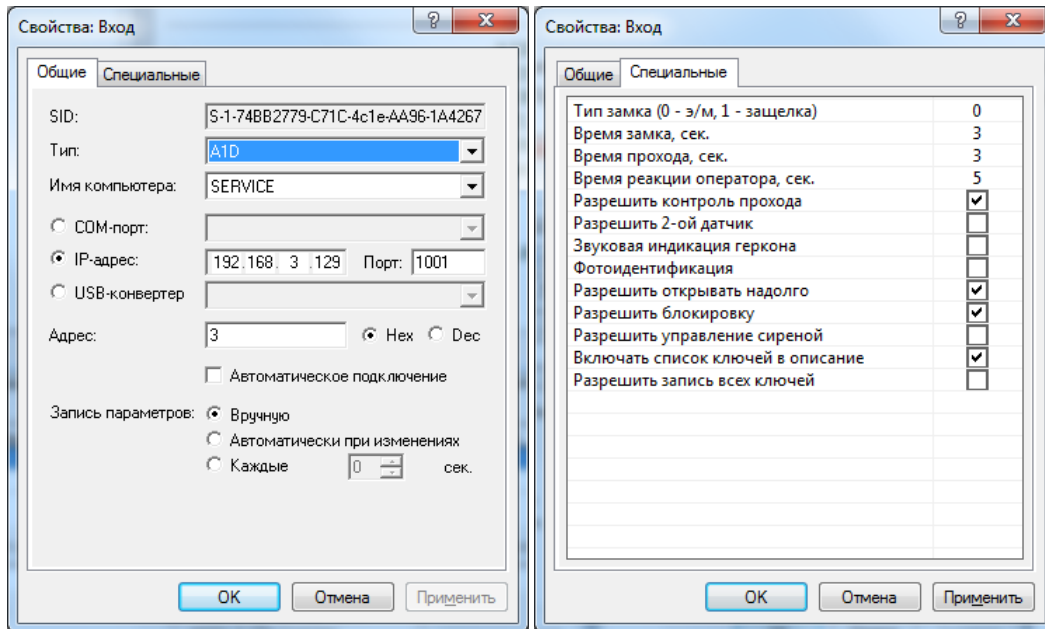 Свойства: Вход
Общие
Специальные
SID:
S-1-74BB2779-C71C-4c1e-AA96-1A4267
Тип:
A1D
Имя компьютера:
SERVICE
COM-порт:
IP-адрес:
192.168. 3 .129
Порт:
1001
USB-конвертер
Адрес:
3
Hex
Dec
Автоматическое подключение
Запись параметров:
Вручную
Автоматически при изменениях
Каждые
0
сек.
OK
Отмена
Применить
Свойства: Вход
Общие
Специальные
Тип замка (0 - э/м, 1 - защелка) 0
Время замка, сек. 3
Время прохода, сек. 3
Время реакции оператора, сек. 5
Разрешить контроль прохода
Разрешить 2-ой датчик
Звуковая индикация геркона
Фотоидентификация
Разрешить открывать надолго
Разрешить блокировку
Разрешить управление сиреной
Включать список ключей в описание
Разрешить запись всех ключей
OK
Отмена
Применить